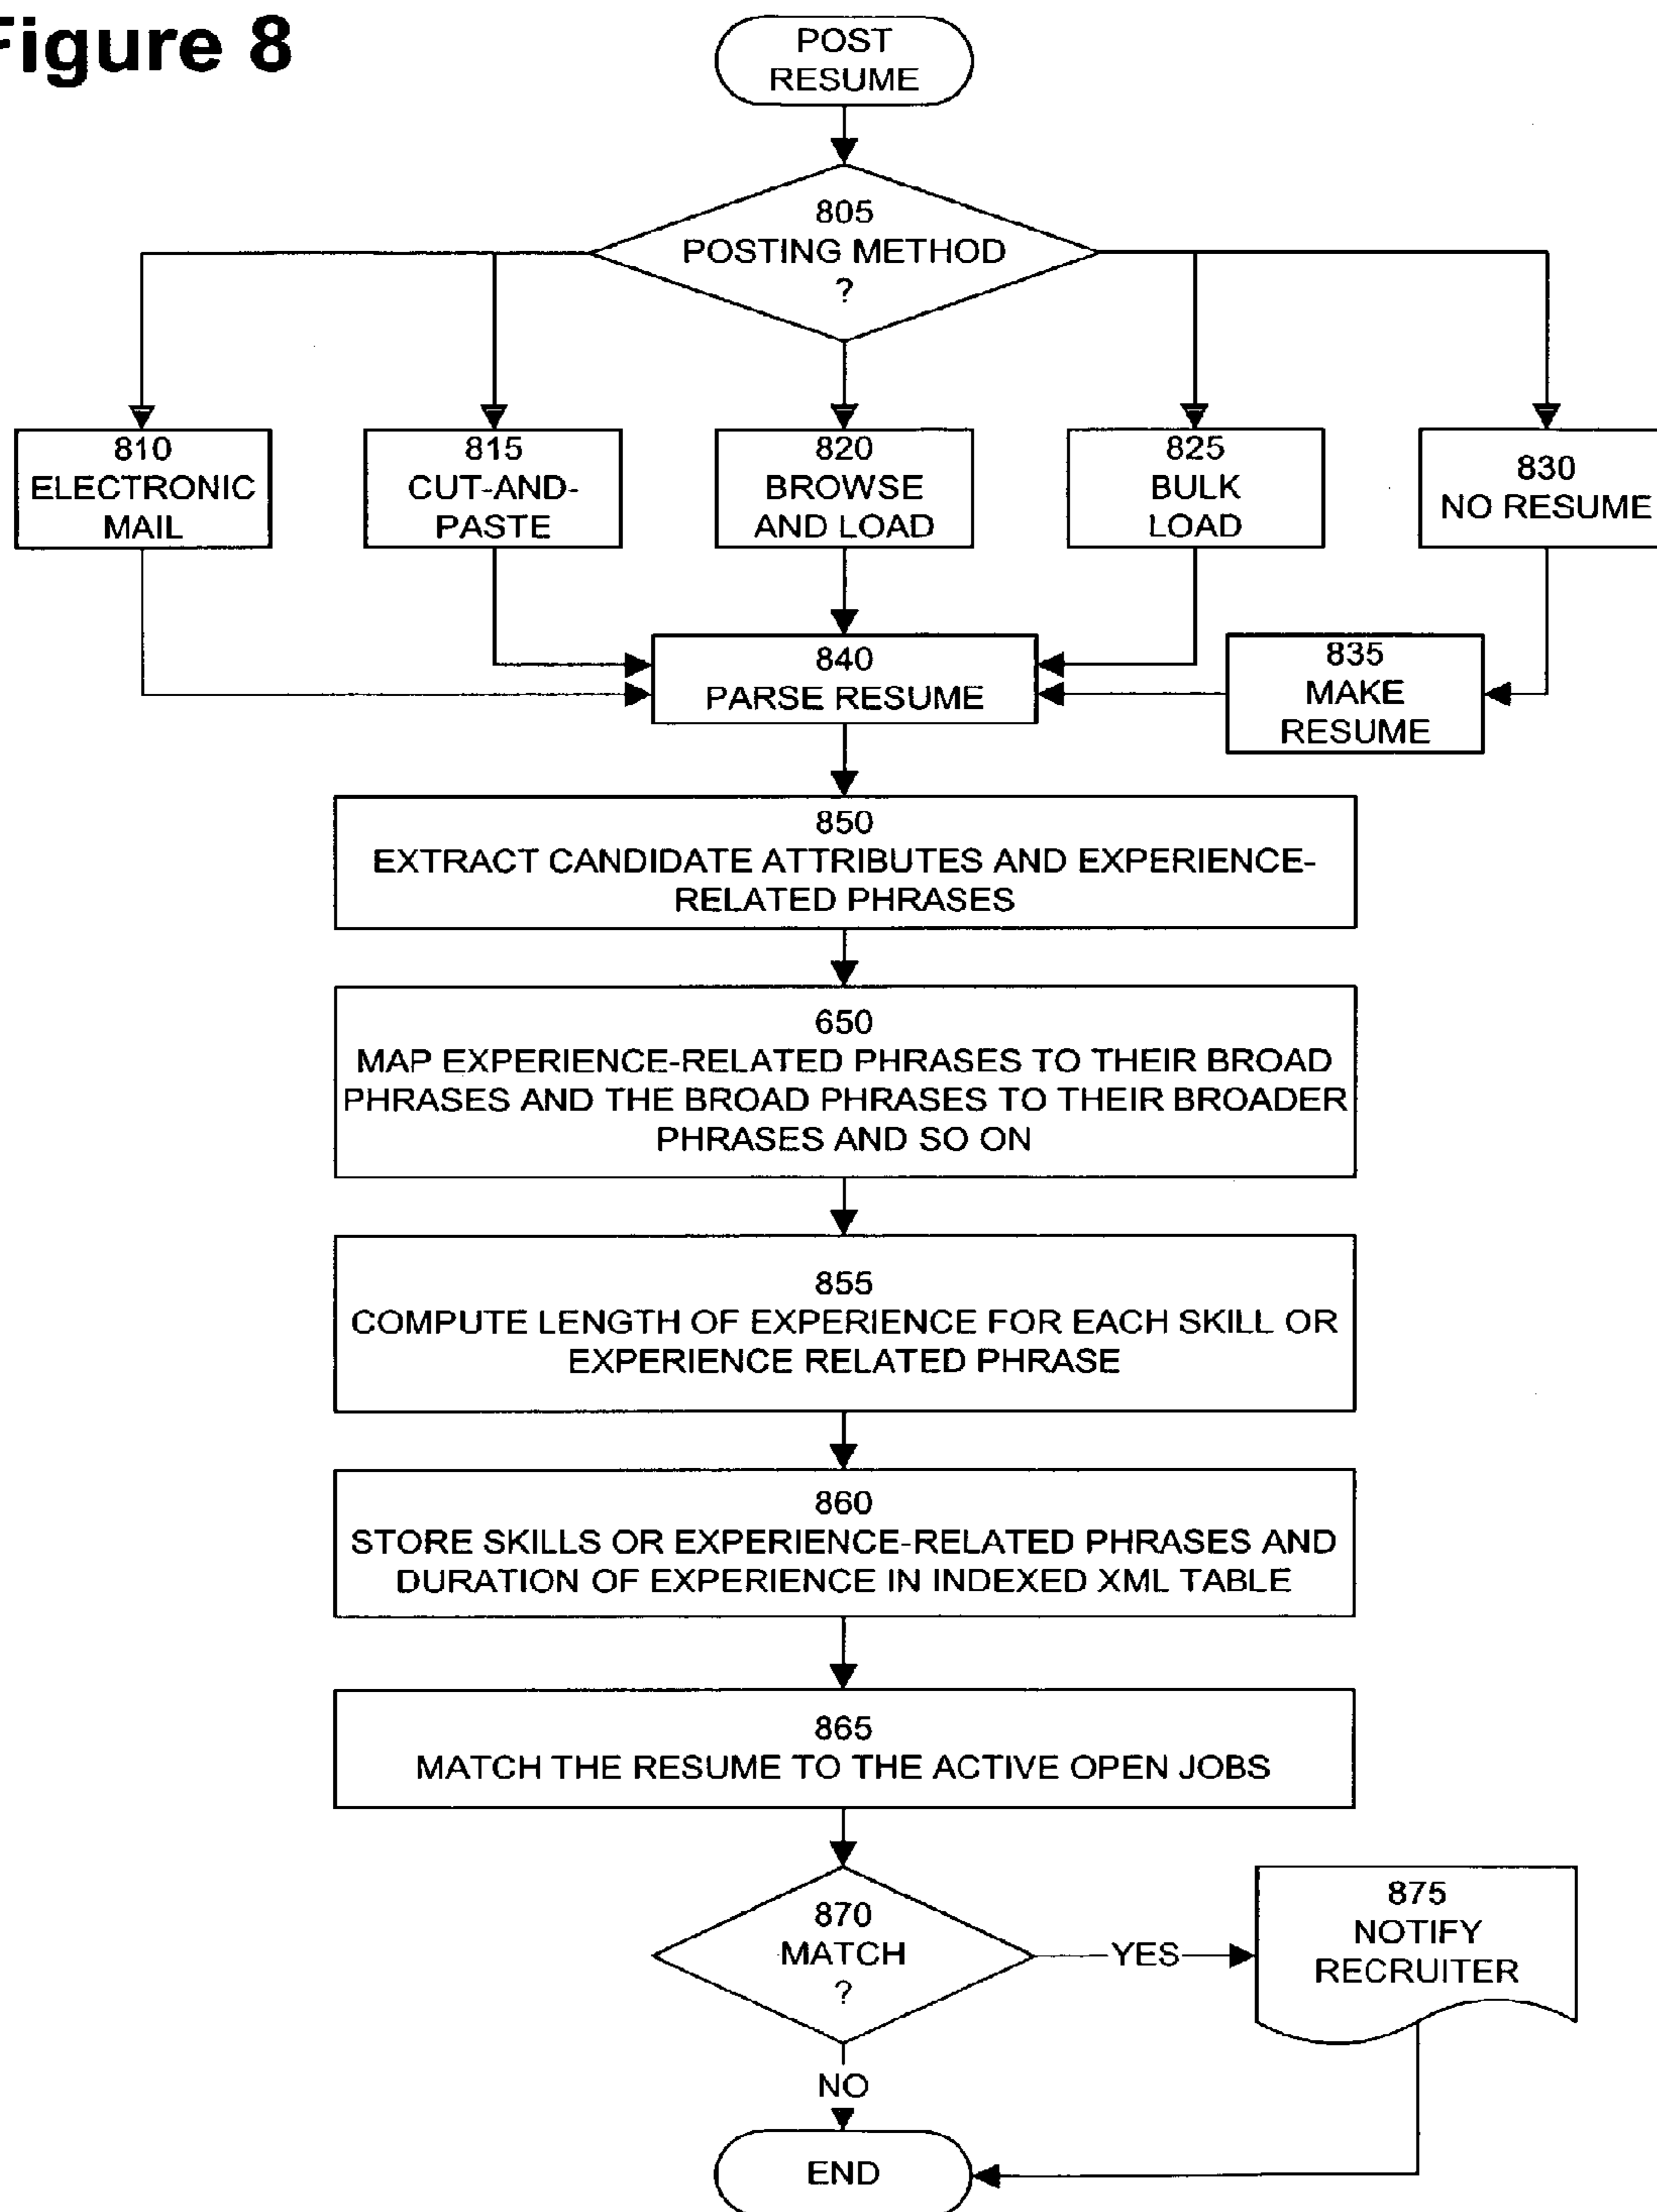 Figure 8
POST
RESUME
805
POSTING METHOD
?
810
ELECTRONIC
MAIL
815
CUT-AND-
PASTE
820
BROWSE
AND LOAD
825
BULK
LOAD
830
NO RESUME
840
PARSE RESUME
835
MAKE
RESUME
850
EXTRACT CANDIDATE ATTRIBUTES AND EXPERIENCE-
RELATED PHRASES
650
MAP EXPERIENCE-RELATED PHRASES TO THEIR BROAD
PHRASES AND THE BROAD PHRASES TO THEIR BROADER
PHRASES AND SO ON
855
COMPUTE LENGTH OF EXPERIENCE FOR EACH SKILL OR
EXPERIENCE RELATED PHRASE
860
STORE SKILLS OR EXPERIENCE-RELATED PHRASES AND
DURATION OF EXPERIENCE IN INDEXED XML TABLE
865
MATCH THE RESUME TO THE ACTIVE OPEN JOBS
870
MATCH
?
YES
875
NOTIFY
RECRUITER
NO
END